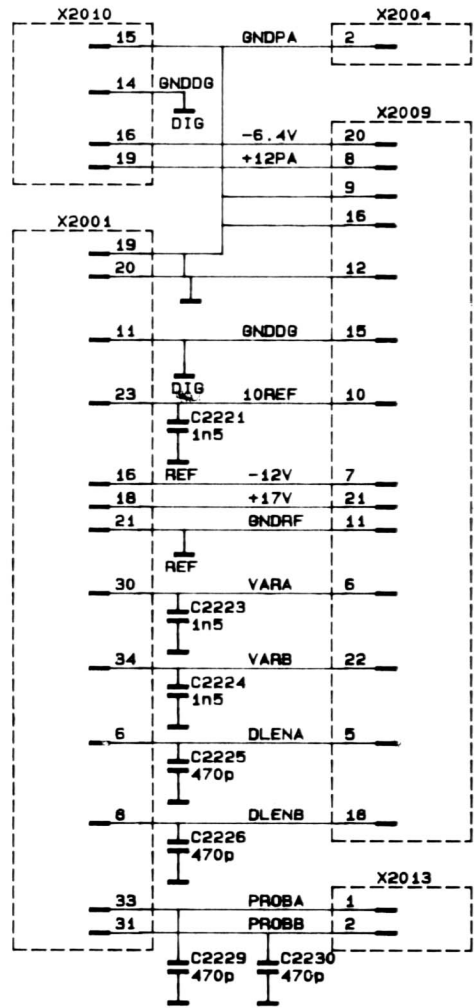 X2010 X2004
15 GNDPA 2
14 GNDDG
DIG
X2009
16 -6.4V 20
19 +12PA 8
9
X2001 16
19
20 12
11 GNDDG 15
DIG
23 10REF 10
C2221
1n5
REF
16 -12V 7
18 +17V 21
21 GNDRF 11
REF
30 VARA 6
C2223
1n5
34 VARB 22
C2224
1n5
6 DLENA 5
C2225
470p
8 DLENB 18
C2226
470p
X2013
33 PROBA 1
31 PROBB 2
C2229 C2230
470p 470p